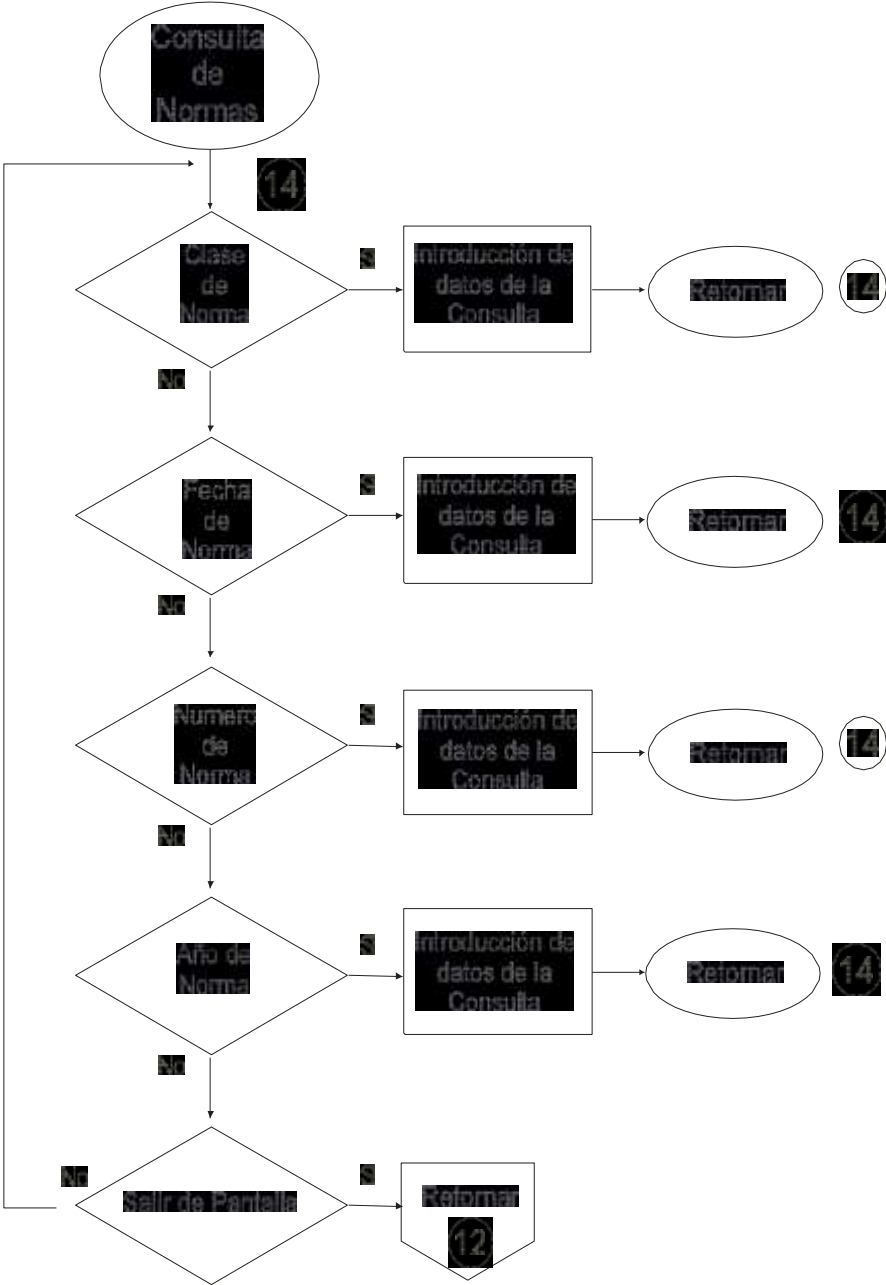 Consulta
de
Normas
14
Clase
de
Norma
Si
Introducción de
datos de la
Consulta
Retornar
14
No
Fecha
de
Norma
Si
Introducción de
datos de la
Consulta
Retornar
14
No
Numero
de
Norma
Si
Introducción de
datos de la
Consulta
Retornar
14
No
Año de
Norma
Si
Introducción de
datos de la
Consulta
Retornar
14
No
No
Salir de Pantalla
Si
Retornar
12